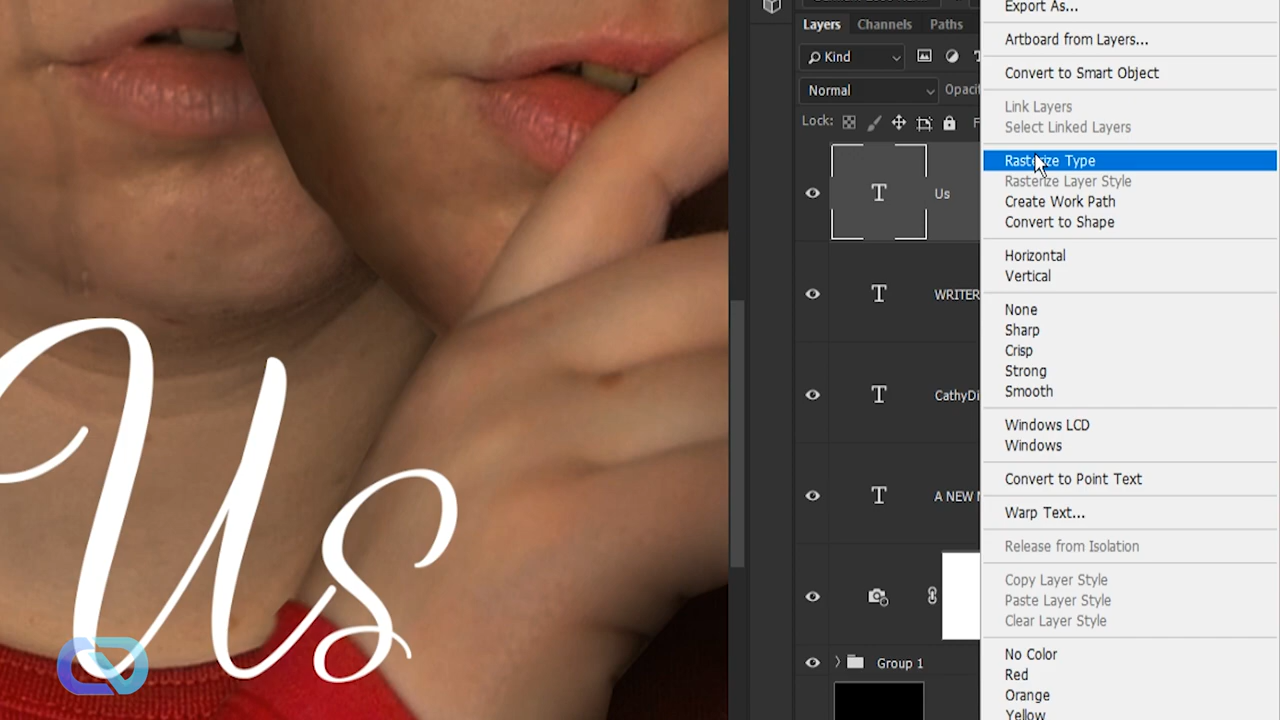 Us
Layers Channels Paths
Kind
Normal
Opaci
Lock:
Us
WRITER
CathyDi
A NEW
Group 1
Export As...
Artboard from Layers...
Convert to Smart Object
Link Layers
Select Linked Layers
Rasterize Type
Rasterize Layer Style
Create Work Path
Convert to Shape
Horizontal
Vertical
None
Sharp
Crisp
Strong
Smooth
Windows LCD
Windows
Convert to Point Text
Warp Text...
Release from Isolation
Copy Layer Style
Paste Layer Style
Clear Layer Style
No Color
Red
Orange
Yellow